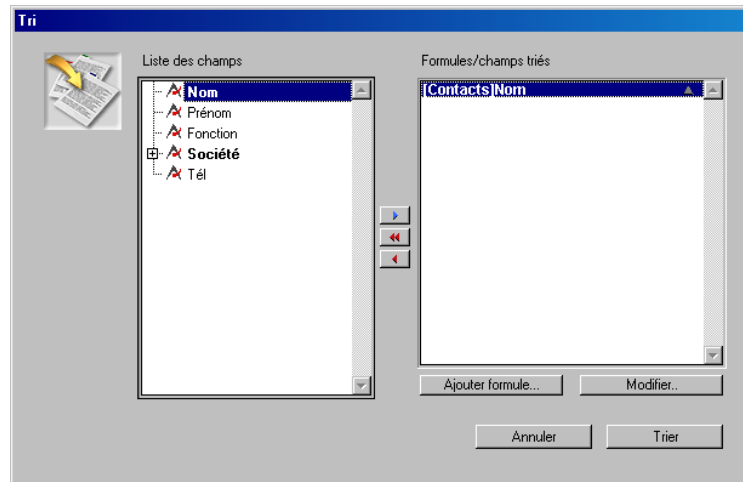 Tri
Liste des champs
Formules/champs triés
Nom
Prénom
Fonction
Société
Tél
[Contacts]Nom
Ajouter formule...
Modifier..
Annuler
Trier